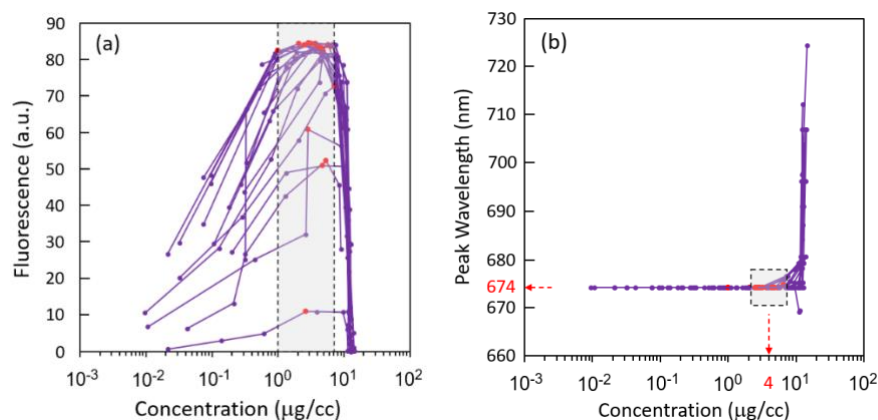 (a)
Fluorescence (a.u.)
90
80
70
60
50
40
30
20
10
0
10-3 10-2 10-1 100 101 102
Concentration (µg/cc)
(b)
Peak Wavelength (nm)
730
720
710
700
690
680
674
670
660
4
10-3 10-2 10-1 100 101 102
Concentration (µg/cc)